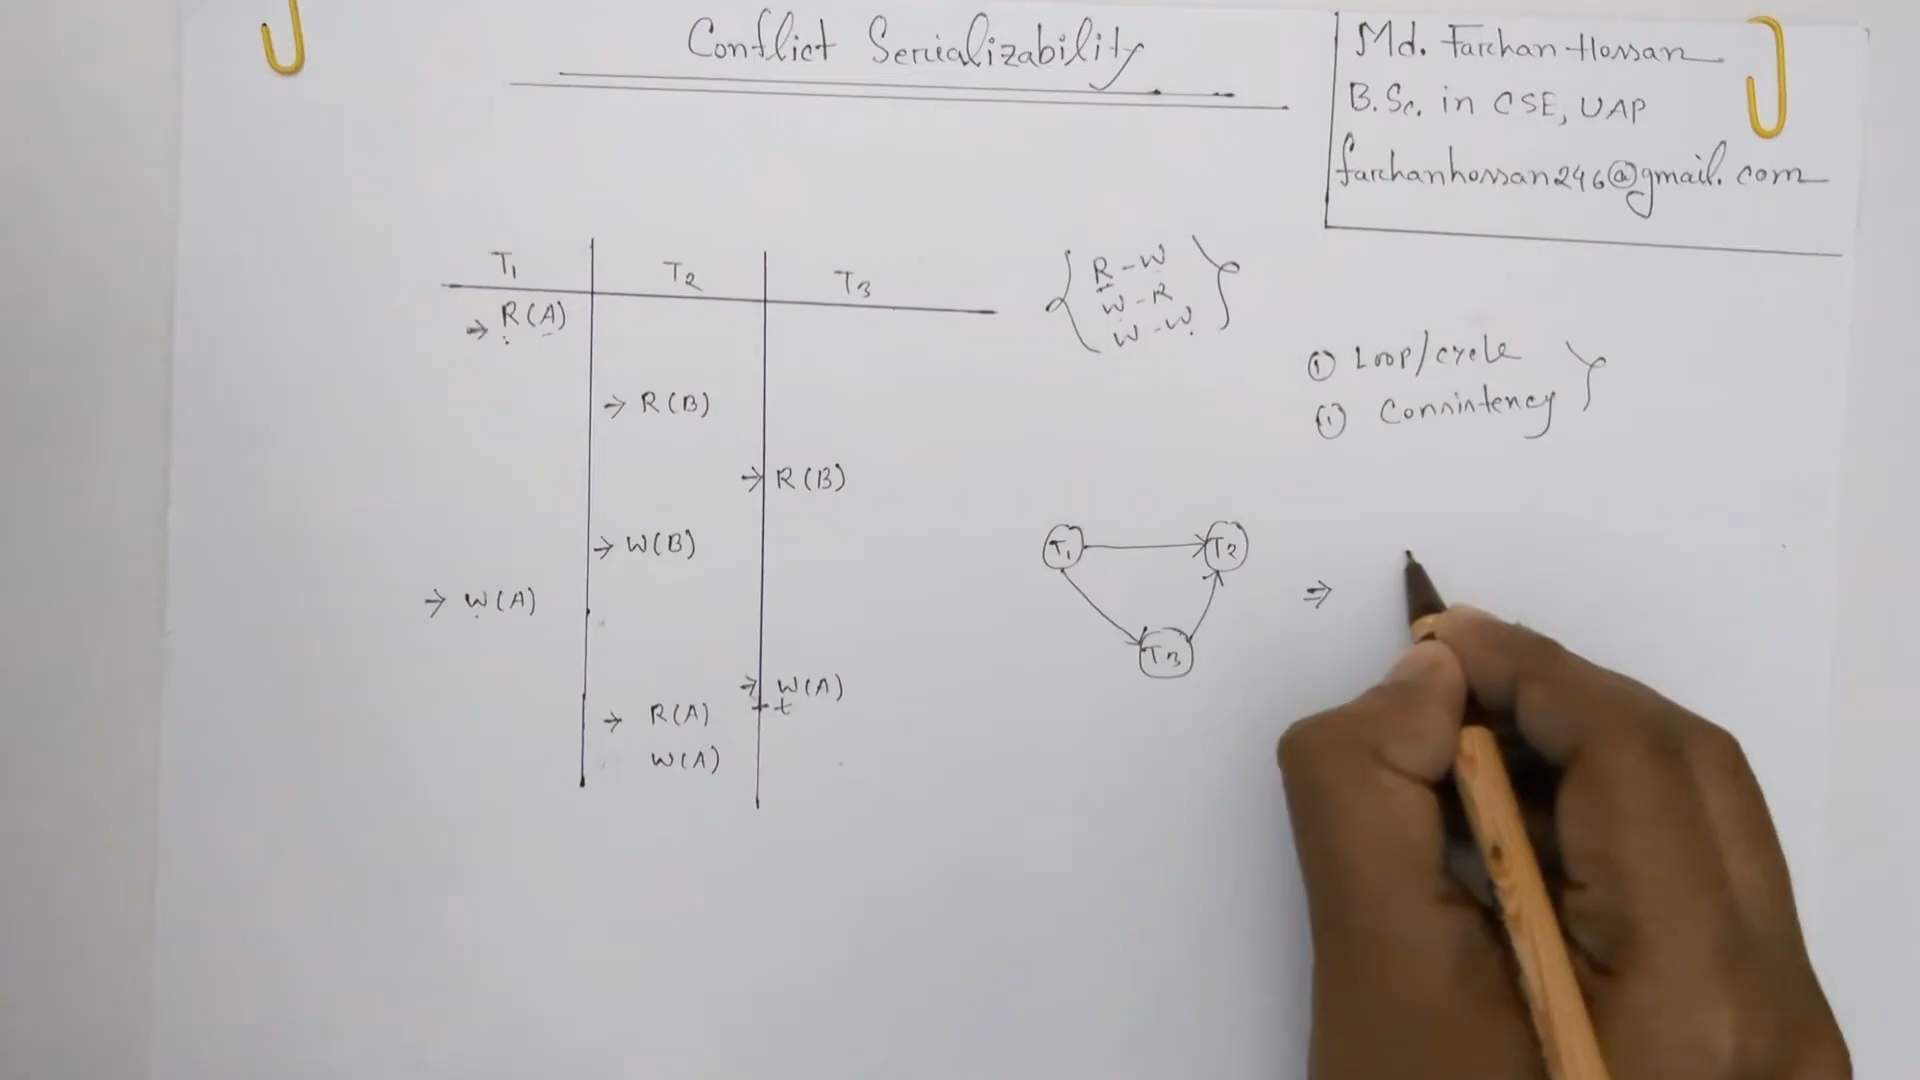 Conflict Serializability
Md. Farhan Hossan
B.Sc. in CSE, UAP
farhanhossan246@gmail.com
T1 T2 T3
→ R(A)
→ R(B)
→ R(B)
→ W(B)
→ W(A)
→ W(A)
→ R(A)
W(A)
R-W
W-R
W-W
① Loop/cycle
① Consistency
T1 T2
T3
⇒